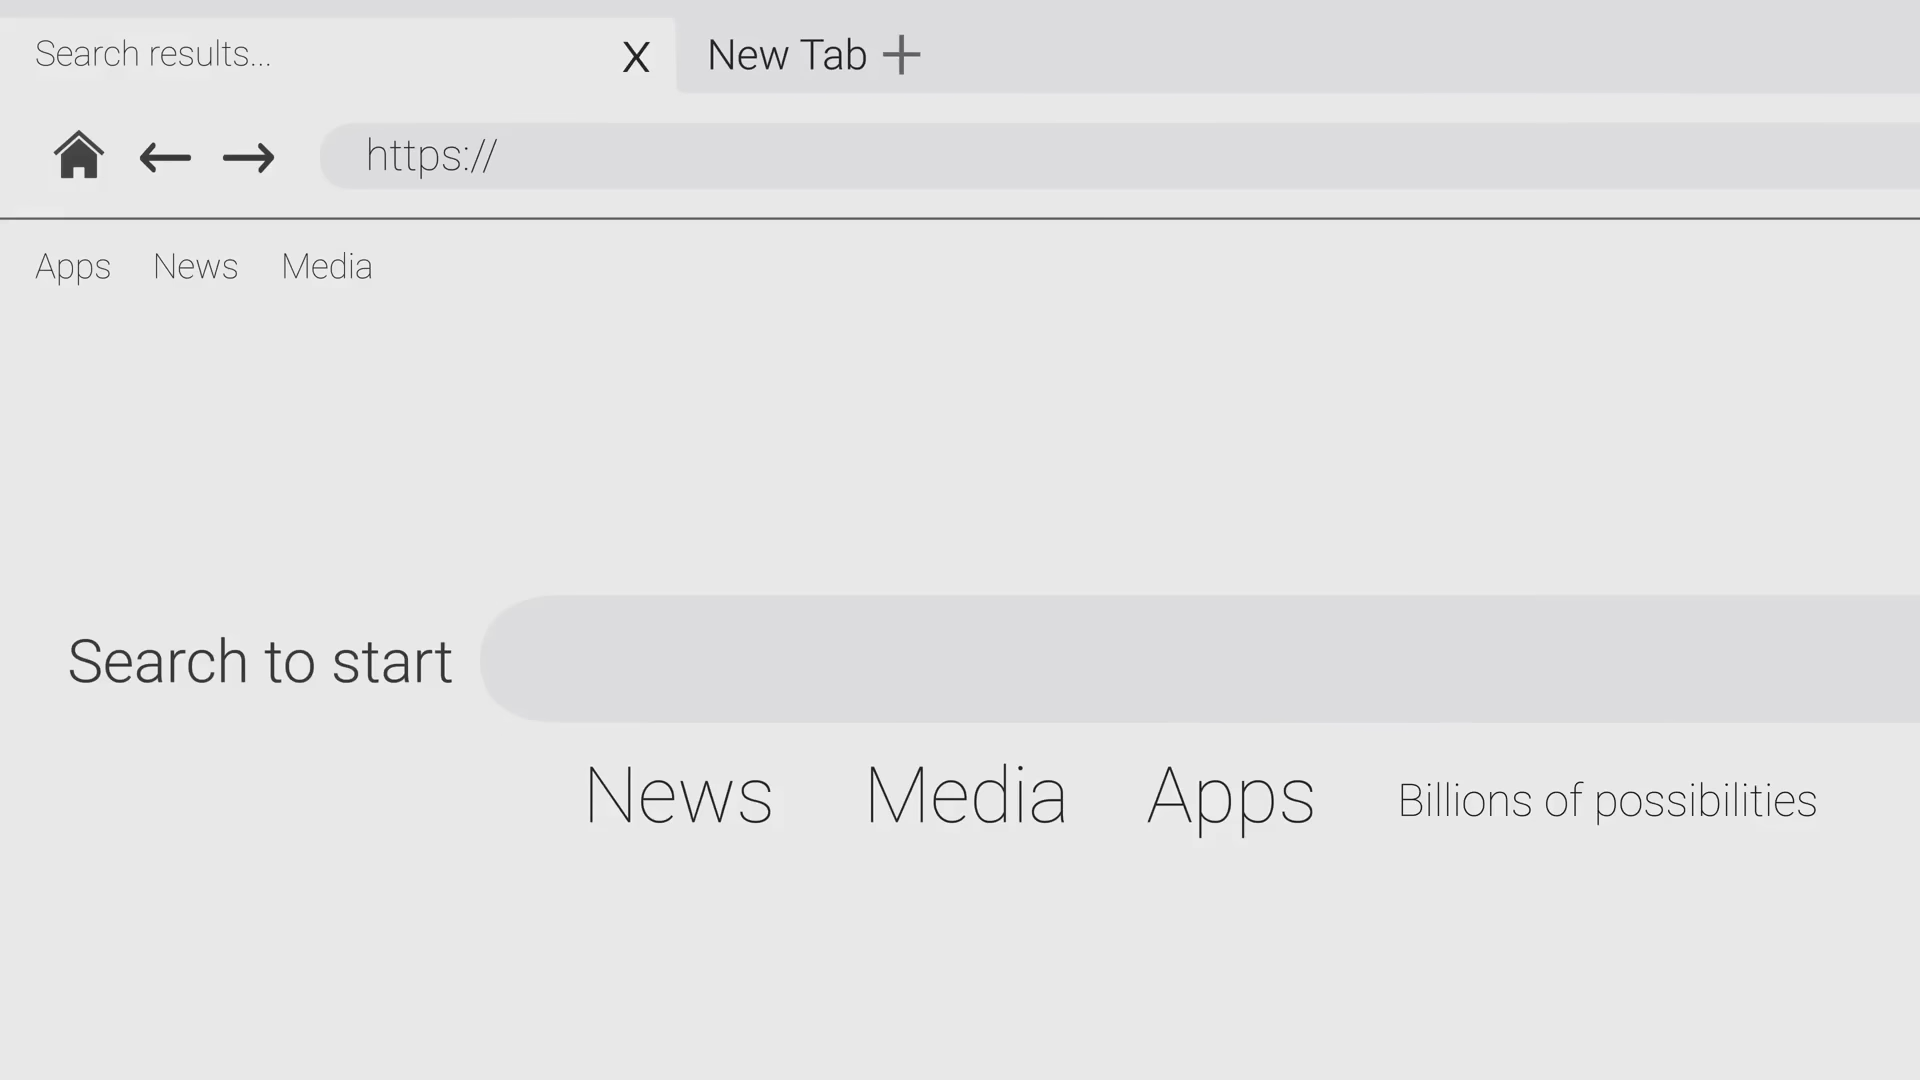 Search results... X New Tab +
https://
Apps News Media
Search to start
News Media Apps Billions of possibilities